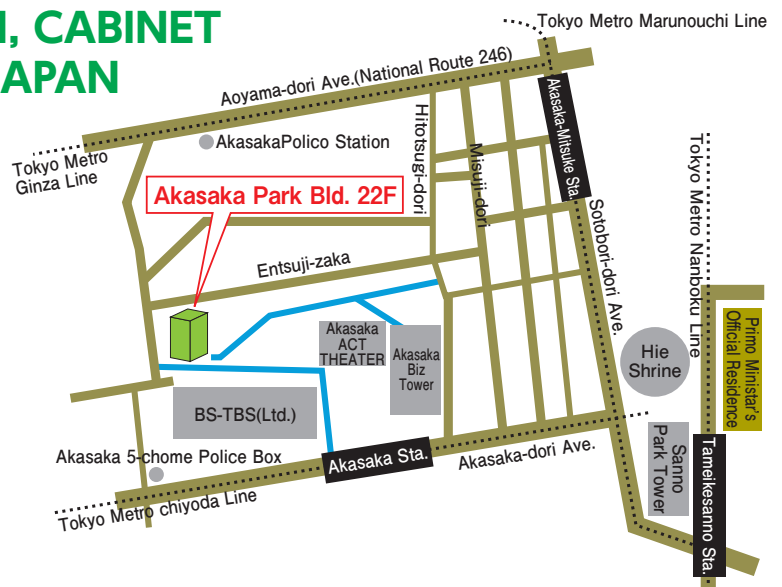 , CABINET
APAN
Tokyo Metro Marunouchi Line
Aoyama-dori Ave.(National Route 246)
AkasakaPolico Station
Tokyo Metro
Ginza Line
Hitotsugi-dori
Misuji-dori
Akasaka-Mitsuke Sta.
Tokyo Metro Nanboku Line
Akasaka Park Bld. 22F
Sotobori-dori Ave.
Entsuji-zaka
Akasaka
ACT
THEATER
Akasaka
Biz
Tower
Hie
Shrine
Primo Ministar's
Official Residence
BS-TBS(Ltd.)
Akasaka 5-chome Police Box
Akasaka Sta.
Akasaka-dori Ave.
Sanno
Park Tower
Tameikesanno Sta.
Tokyo Metro chiyoda Line